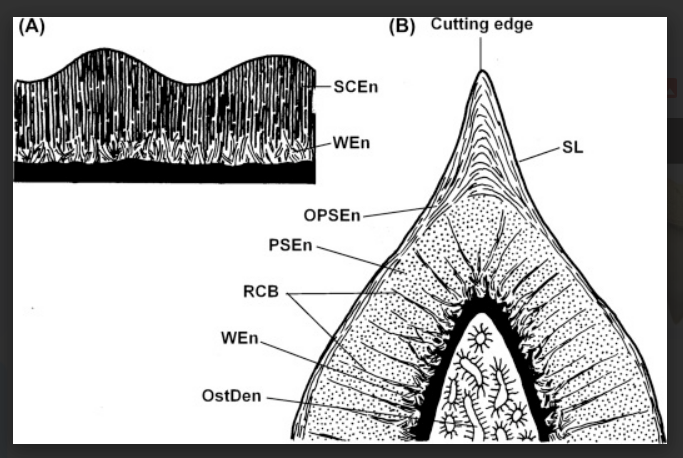 (A)
SCEn
WEn
(B)
Cutting edge
SL
OPSEn
PSEn
RCB
WEn
OstDen